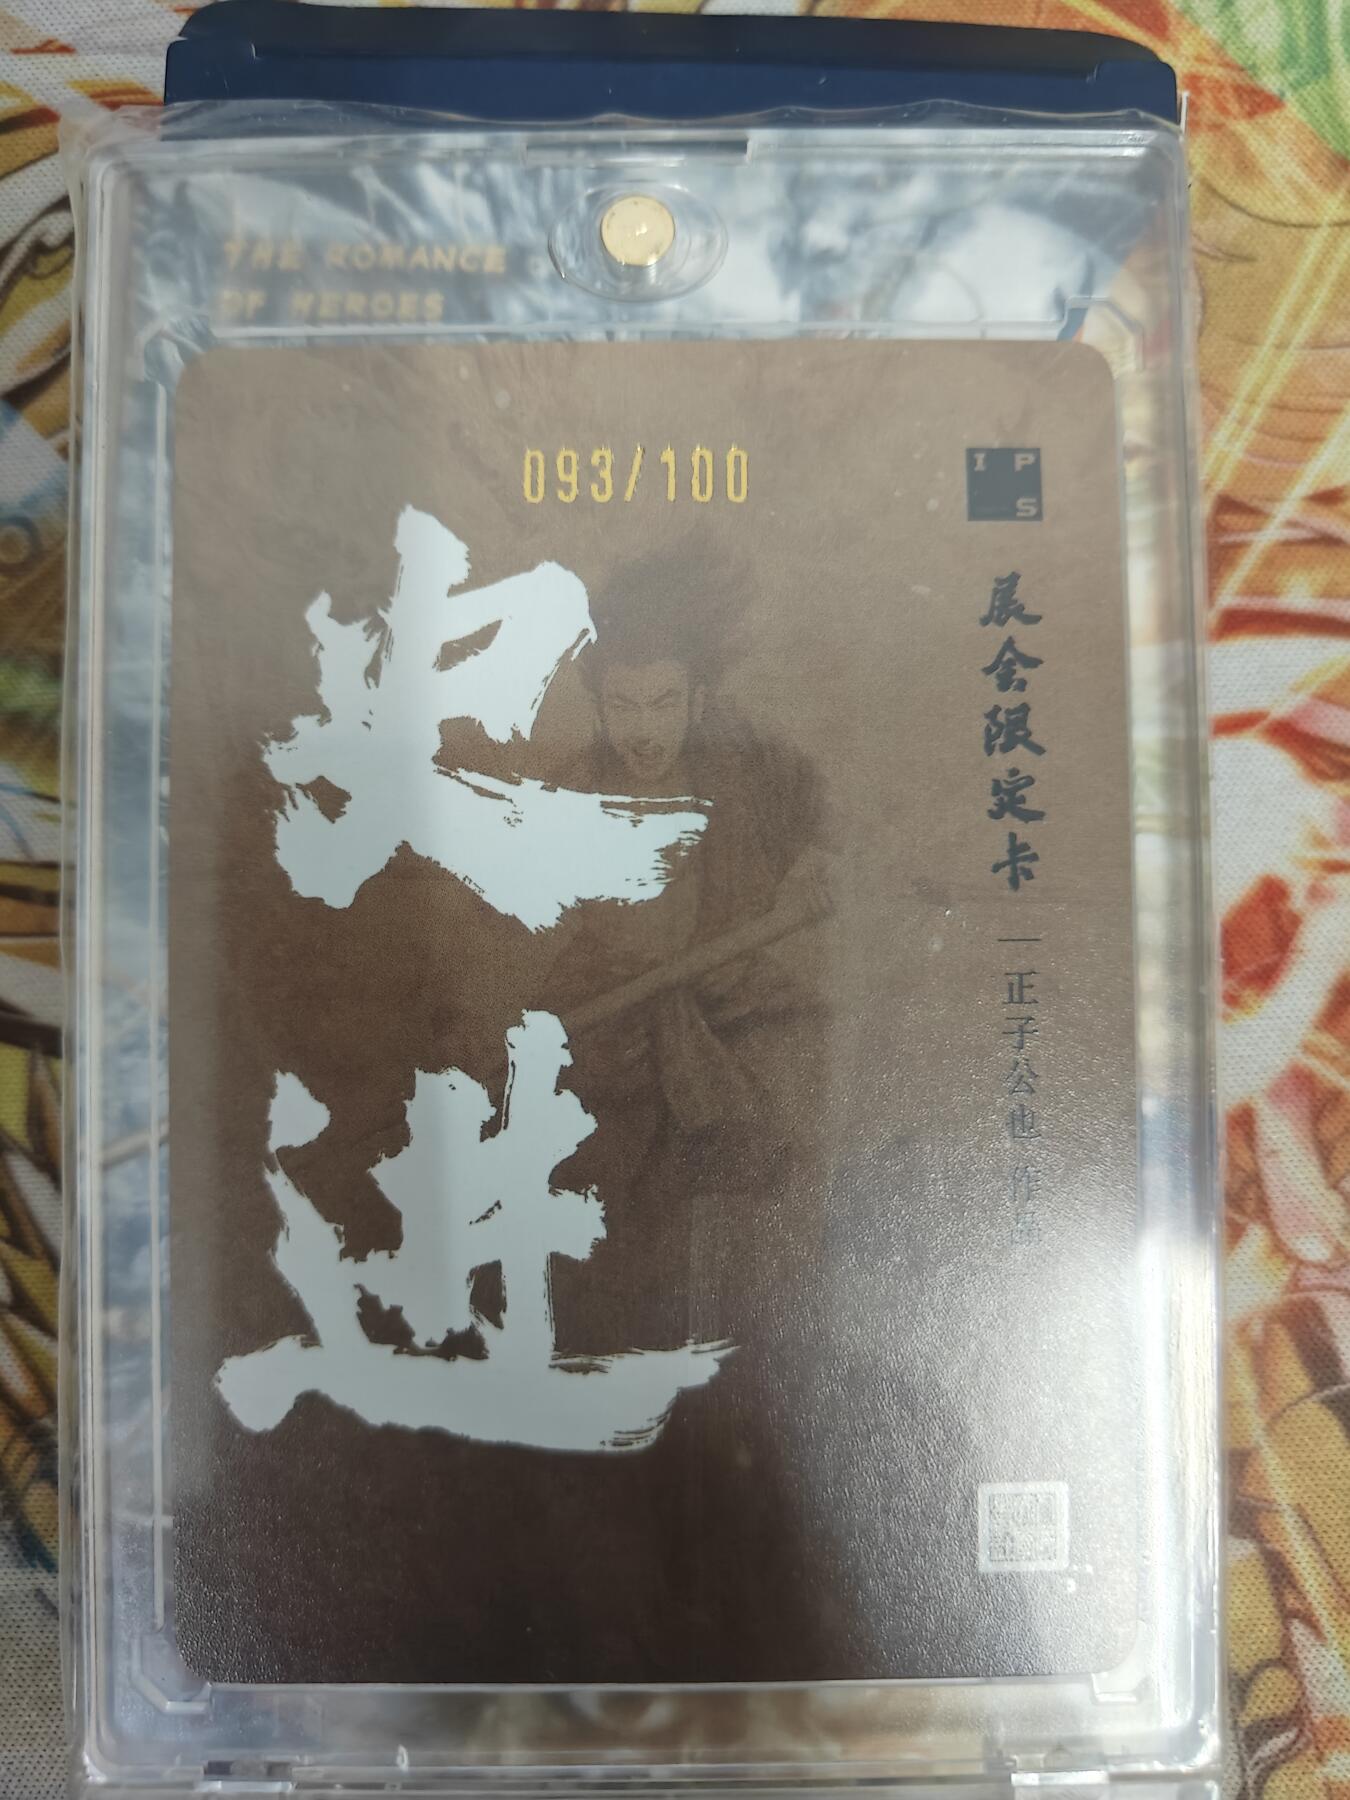 THE ROMANCE
OF HEROES
093/100
I P
S
展会限定卡
—正子公也 作品—
史进